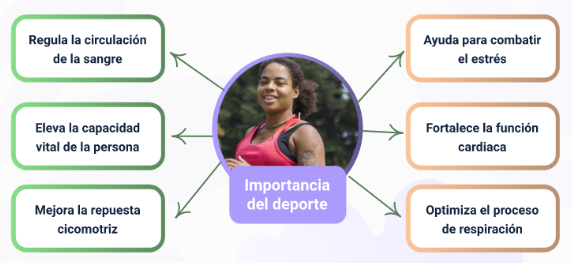 Regula la circulación
de la sangre
Eleva la capacidad
vital de la persona
Mejora la repuesta
cicomotriz
Importancia
del deporte
Ayuda para combatir
el estrés
Fortalece la función
cardiaca
Optimiza el proceso
de respiración